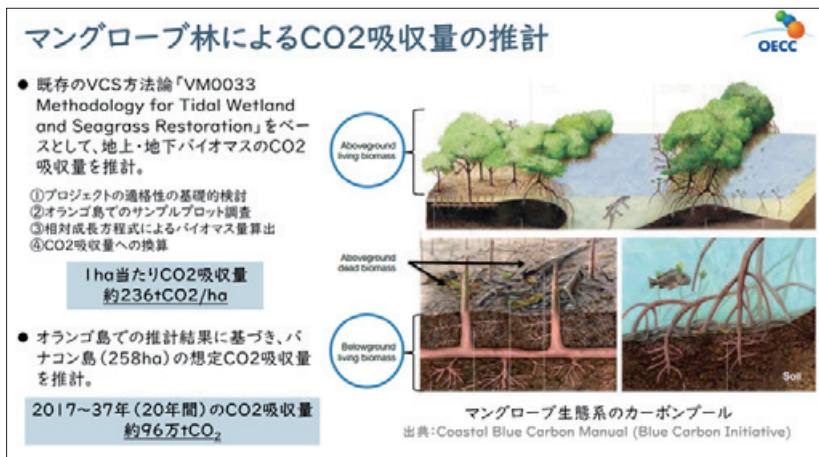 マングローブ林によるCO2吸収量の推計
OECC
● 既存のVCS方法論「VM0033
Methodology for Tidal Wetland
and Seagrass Restoration」をベ
ースとして、地上・地下バイオマスのCO2
吸収量を推計。
①プロジェクトの適格性の基礎的検討
②オランゴ島でのサンプルプロット調査
③相対成長方程式によるバイオマス量算出
④CO2吸収量への換算
1ha当たりCO2吸収量
約236tCO2/ha
● オランゴ島での推計結果に基づき、バ
ナコン島(258ha)の想定CO2吸収量
を推計。
2017～37年(20年間)のCO2吸収量
約96万tCO₂
Aboveground
living biomass
Aboveground
dead biomass
Belowground
living biomass
Soil
マングローブ生態系のカーボンプール
出典:Coastal Blue Carbon Manual (Blue Carbon Initiative)